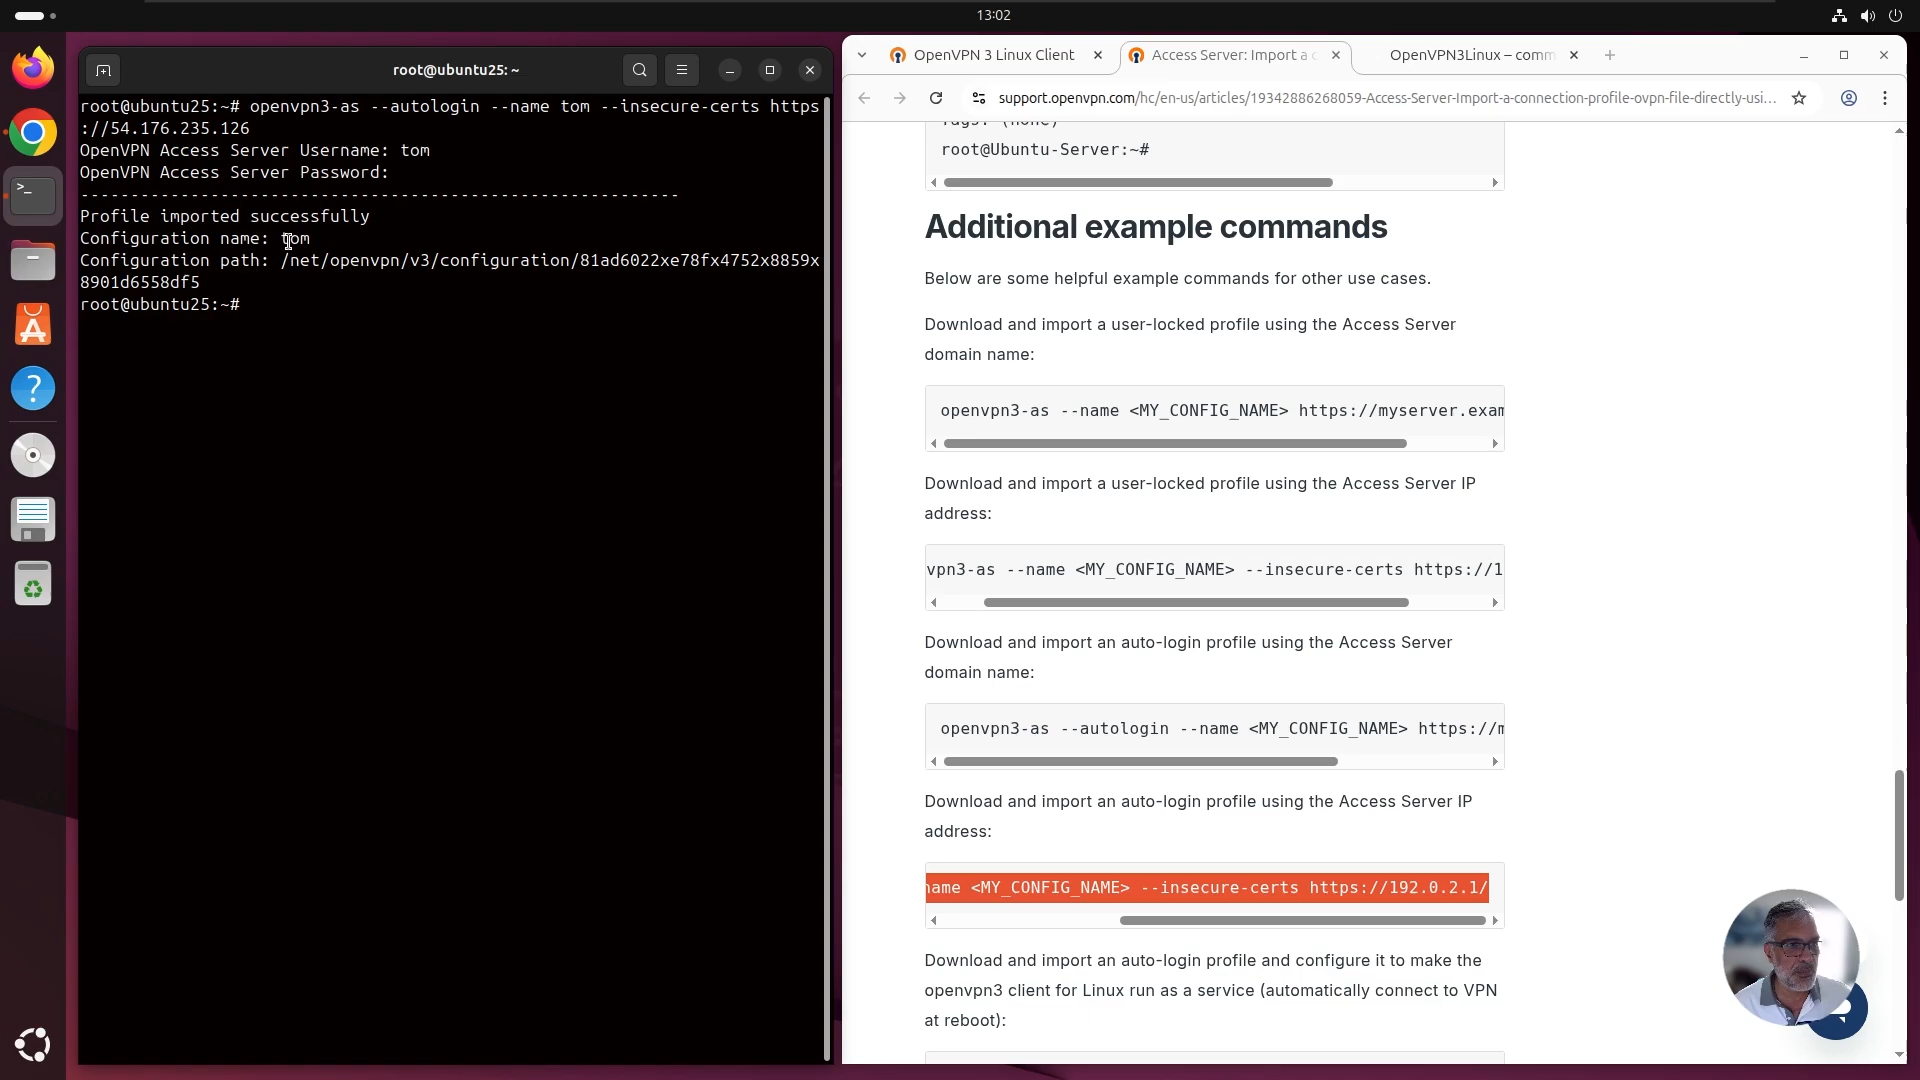 13:02
root@ubuntu25: ~
root@ubuntu25:~# openvpn3-as --autologin --name tom --insecure-certs https
://54.176.235.126
OpenVPN Access Server Username: tom
OpenVPN Access Server Password:
------------------------------------------------------------
Profile imported successfully
Configuration name: tom
Configuration path: /net/openvpn/v3/configuration/81ad6022xe78fx4752x8859x
8901d6558df5
root@ubuntu25:~#
OpenVPN 3 Linux Client
Access Server: Import a c
OpenVPN3Linux – comm
support.openvpn.com/hc/en-us/articles/19342886268059-Access-Server-Import-a-connection-profile-ovpn-file-directly-usi...
Tags: (none)
root@Ubuntu-Server:~#
Additional example commands
Below are some helpful example commands for other use cases.
Download and import a user-locked profile using the Access Server
domain name:
openvpn3-as --name <MY_CONFIG_NAME> https://myserver.exam
Download and import a user-locked profile using the Access Server IP
address:
vpn3-as --name <MY_CONFIG_NAME> --insecure-certs https://1
Download and import an auto-login profile using the Access Server
domain name:
openvpn3-as --autologin --name <MY_CONFIG_NAME> https://m
Download and import an auto-login profile using the Access Server IP
address:
name <MY_CONFIG_NAME> --insecure-certs https://192.0.2.1/
Download and import an auto-login profile and configure it to make the
openvpn3 client for Linux run as a service (automatically connect to VPN
at reboot):